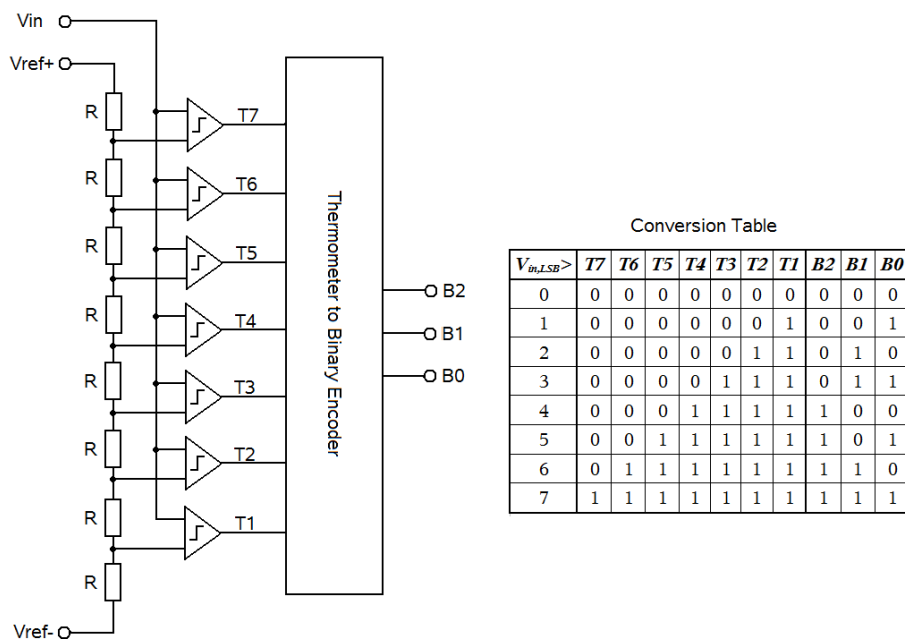 Vin
Vref+
R
T7
R
T6
R
T5
R
T4
R
T3
R
T2
R
T1
R
Vref-
Thermometer to Binary Encoder
B2
B1
B0
Conversion Table
Vin,LSB> T7 T6 T5 T4 T3 T2 T1 B2 B1 B0
0 0 0 0 0 0 0 0 0 0 0
1 0 0 0 0 0 0 1 0 0 1
2 0 0 0 0 0 1 1 0 1 0
3 0 0 0 0 1 1 1 0 1 1
4 0 0 0 1 1 1 1 1 0 0
5 0 0 1 1 1 1 1 1 0 1
6 0 1 1 1 1 1 1 1 1 0
7 1 1 1 1 1 1 1 1 1 1